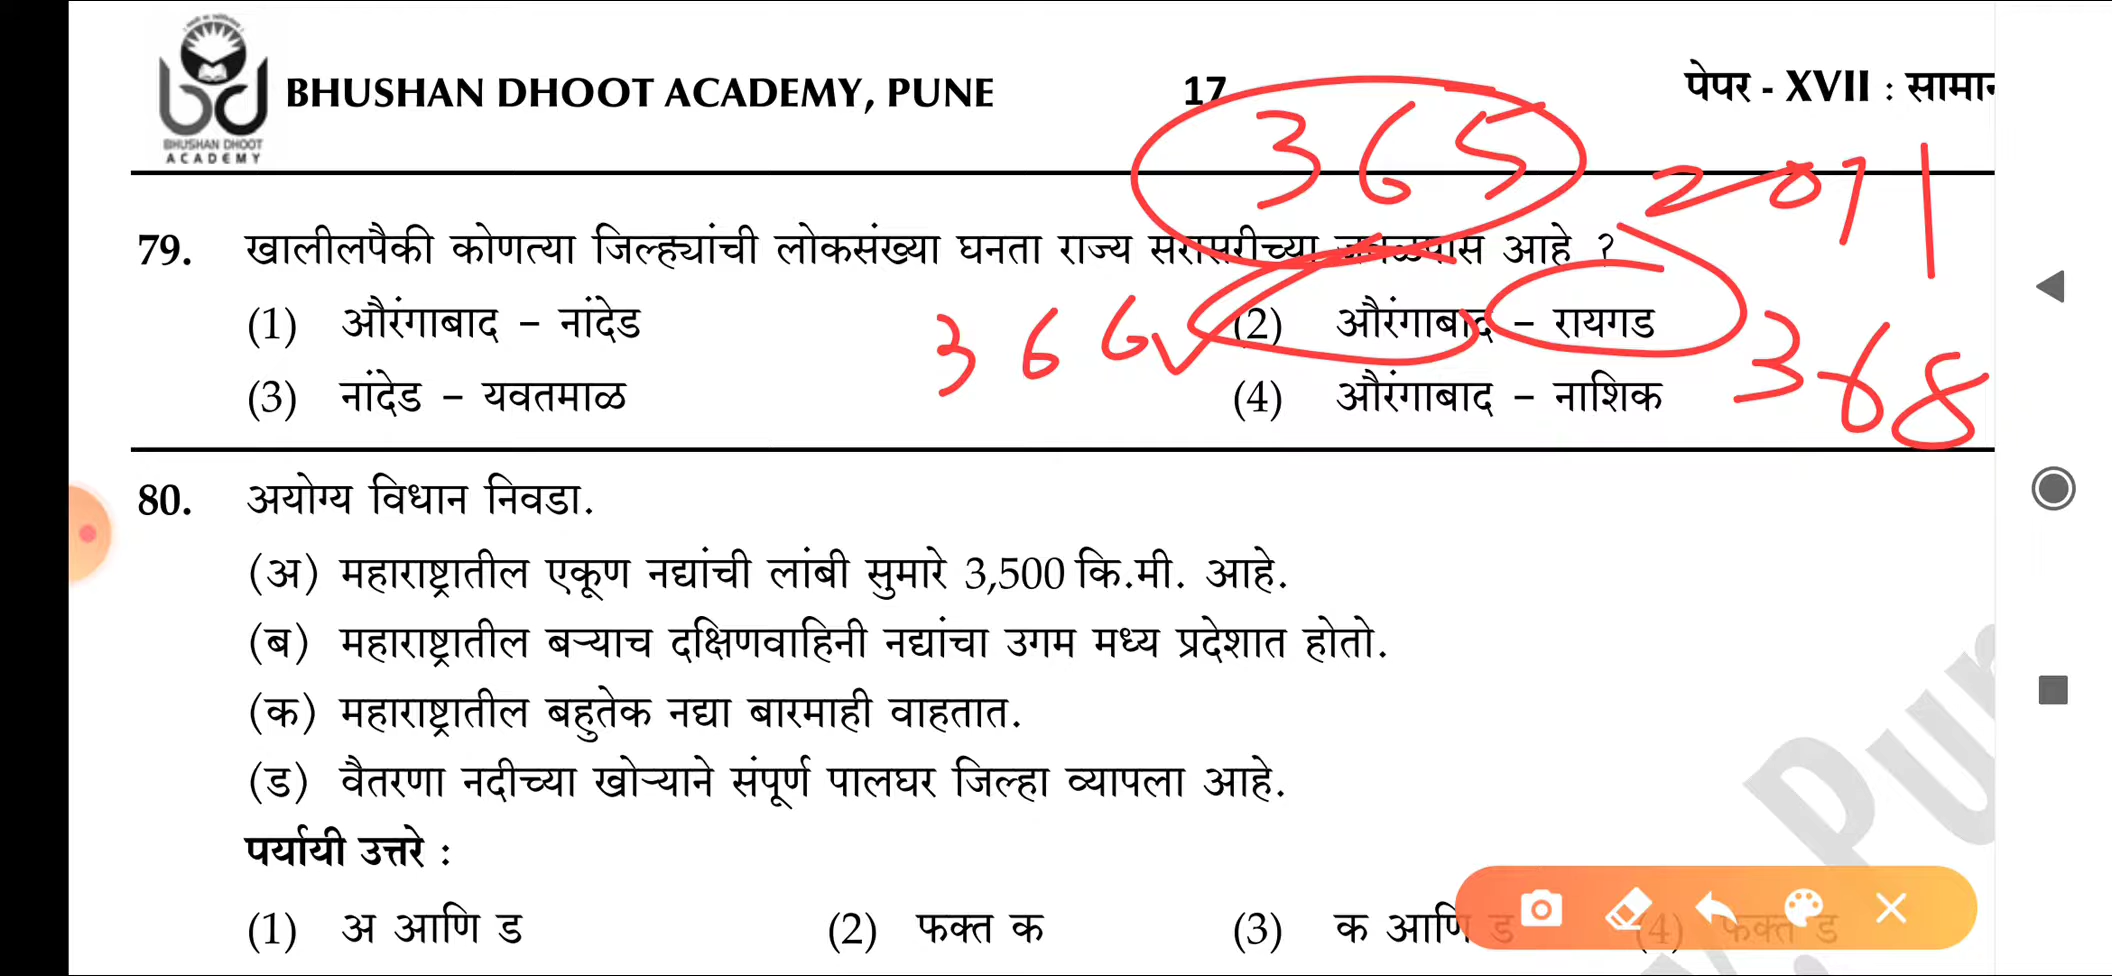 BHUSHAN DHOOT
ACADEMY
BHUSHAN DHOOT ACADEMY, PUNE 17 पेपर - XVII : सामान
365
2011
79. खालीलपैकी कोणत्या जिल्ह्यांची लोकसंख्या घनता राज्य सरासरीच्या जवळपास आहे ?
(1) औरंगाबाद – नांदेड (2) औरंगाबाद – रायगड
366 368
(3) नांदेड – यवतमाळ (4) औरंगाबाद – नाशिक
80. अयोग्य विधान निवडा.
(अ) महाराष्ट्रातील एकूण नद्यांची लांबी सुमारे 3,500 कि.मी. आहे.
(ब) महाराष्ट्रातील बऱ्याच दक्षिणवाहिनी नद्यांचा उगम मध्य प्रदेशात होतो.
(क) महाराष्ट्रातील बहुतेक नद्या बारमाही वाहतात.
(ड) वैतरणा नदीच्या खोऱ्याने संपूर्ण पालघर जिल्हा व्यापला आहे.
पर्यायी उत्तरे :
(1) अ आणि ड (2) फक्त क (3) क आणि ड (4) फक्त ड